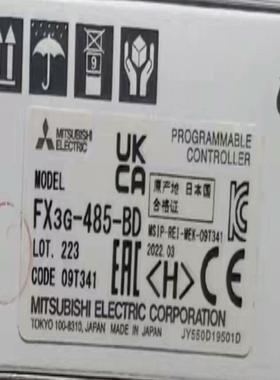 PROGRAMMABLE
CONTROLLER
MITSUBISHI
ELECTRIC
UK
CA
原产地 日本国
合格证
MODEL
FX3G-485-BD
MSIP-REI-MEK-09T341
2022.03
LOT. 223
CODE 09T341
EAC
<H>
CE
MITSUBISHI ELECTRIC CORPORATION
TOKYO 100-8310, JAPAN MADE IN JAPAN
JY550D19501D